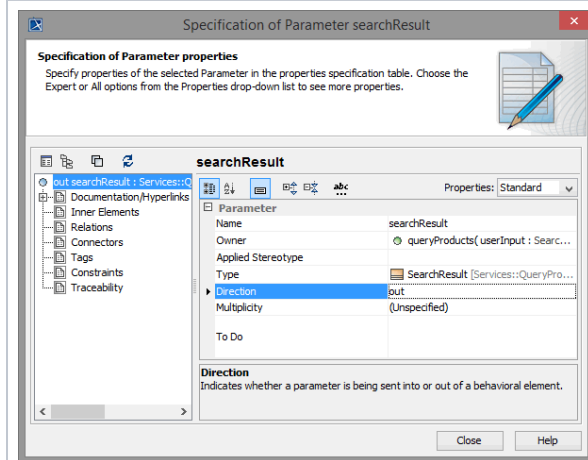 Specification of Parameter searchResult
Specification of Parameter properties
Specify properties of the selected Parameter in the properties specification table. Choose the
Expert or All options from the Properties drop-down list to see more properties.
searchResult
out searchResult : Services::Q
Documentation/Hyperlinks
Inner Elements
Relations
Connectors
Tags
Constraints
Traceability
abc
Properties: Standard
Parameter
Name searchResult
Owner queryProducts( userInput : Searc...
Applied Stereotype
Type SearchResult [Services::QueryPro...
Direction out
Multiplicity (Unspecified)
To Do
Direction
Indicates whether a parameter is being sent into or out of a behavioral element.
Close Help